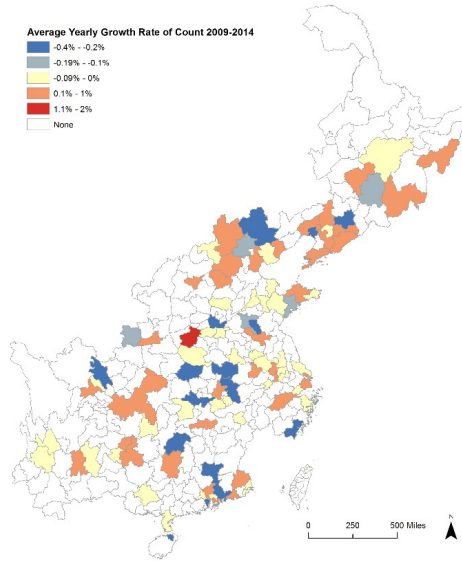 Average Yearly Growth Rate of Count 2009-2014
-0.4% - -0.2%
-0.19% - -0.1%
-0.09% - 0%
0.1% - 1%
1.1% - 2%
None
N
0 250 500 Miles